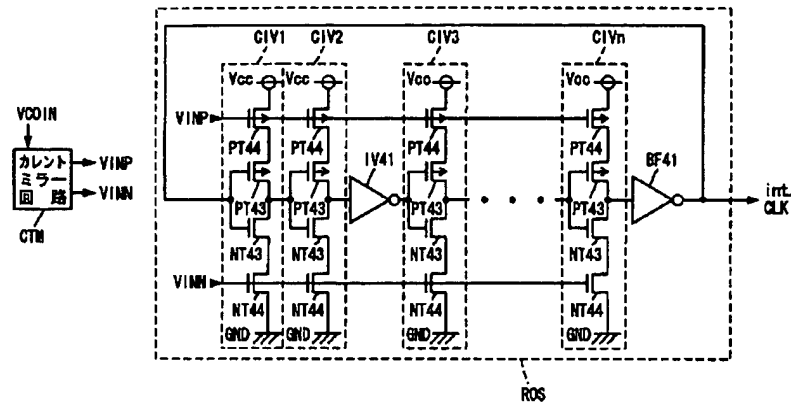 CIV1 CIV2 CIV3 CIVn
Vcc Vcc Vcc Vcc
VCOIN
VINP
PT44 PT44 PT44 PT44
カレント
ミラー
回路
VINP
VINN
CTM
IV41
BF41
int.
CLK
PT43 PT43 PT43 PT43
NT43 NT43 NT43 NT43
VINN
NT44 NT44 NT44 NT44
GND GND GND GND
ROS